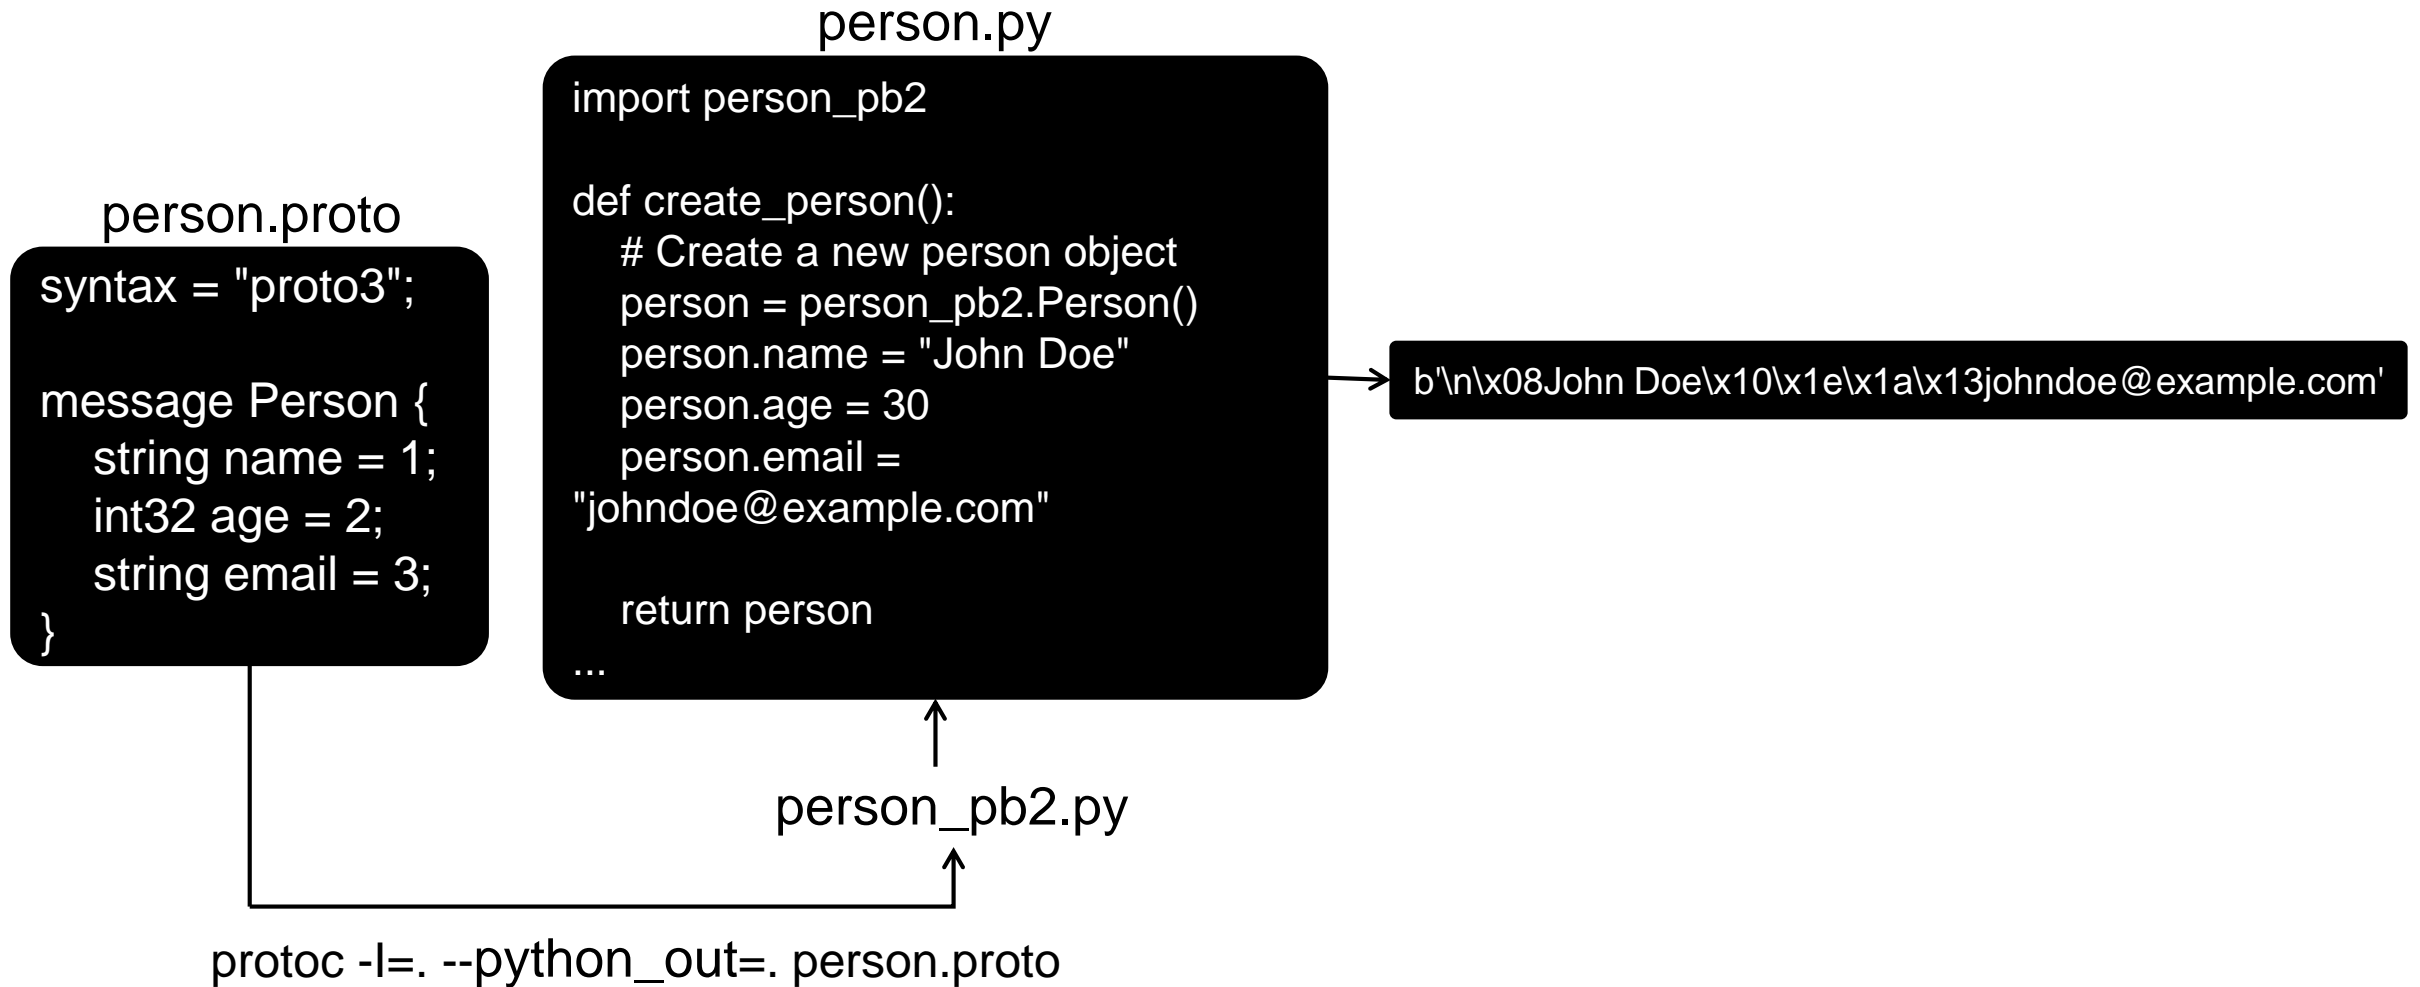 person.proto
syntax = "proto3";
message Person {
string name = 1;
int32 age = 2;
string email = 3;
}
person.py
import person_pb2
def create_person():
# Create a new person object
person = person_pb2.Person()
person.name = "John Doe"
person.age = 30
person.email =
"johndoe@example.com"
return person
...
b'\n\x08John Doe\x10\x1e\x1a\x13johndoe@example.com'
person_pb2.py
protoc -I=. --python_out=. person.proto